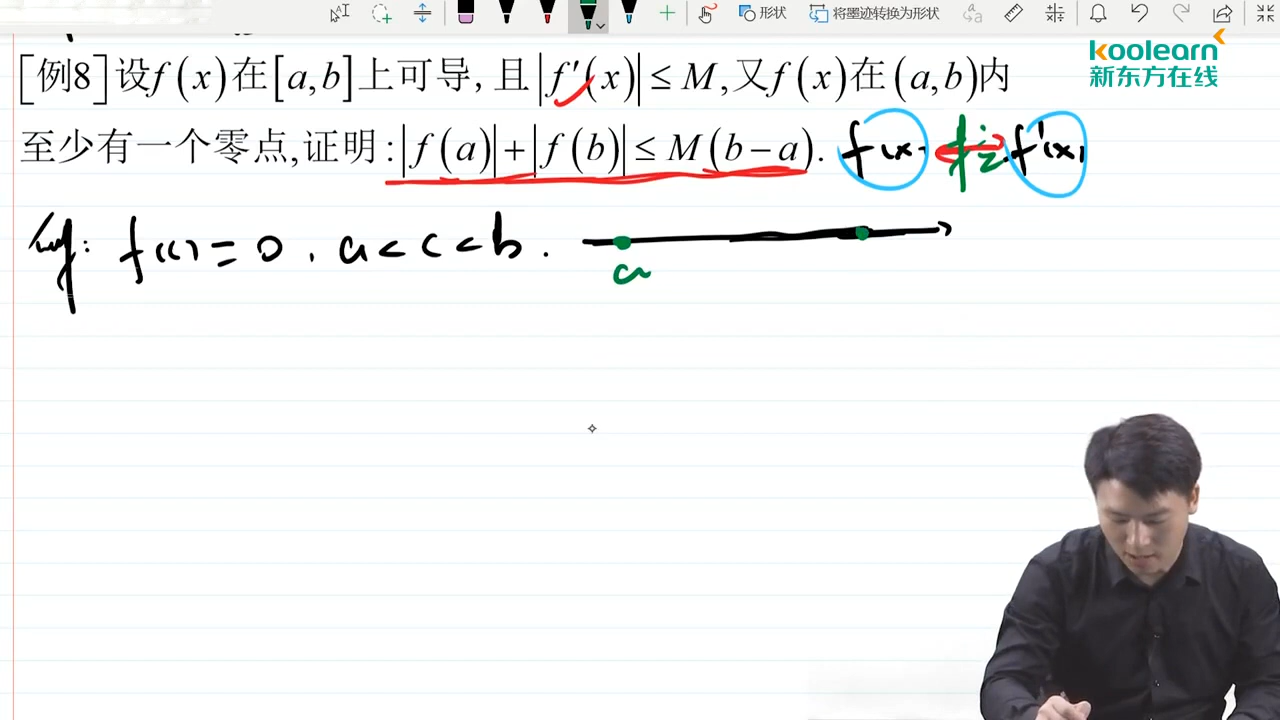 形状 将墨迹转换为形状
koolearn
新东方在线
[例8]设f(x)在[a,b]上可导,且|f'(x)|≤M,又f(x)在(a,b)内
至少有一个零点,证明:|f(a)|+|f(b)|≤M(b-a). f(x) f'(x)
f(c)=0, a<c<b.
a